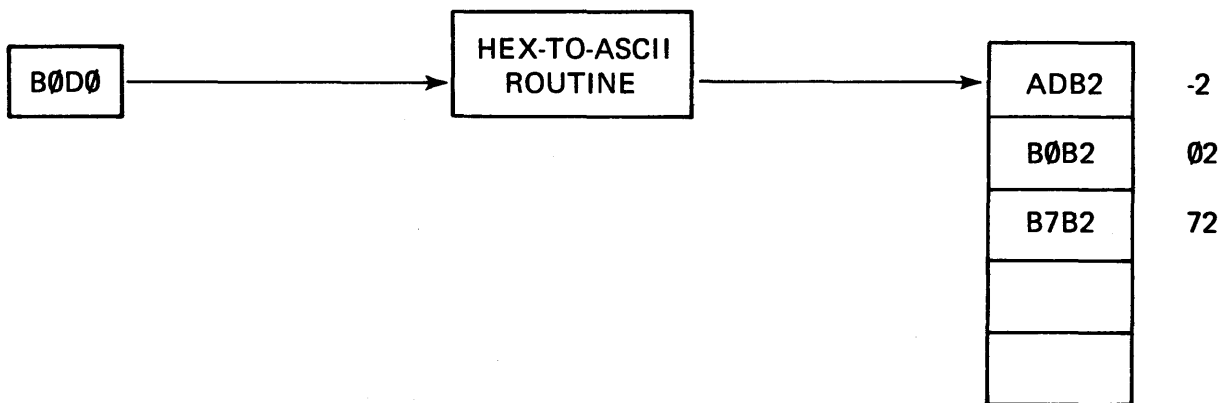 BØDØ
HEX-TO-ASCII
ROUTINE
ADB2 -2
BØB2 Ø2
B7B2 72